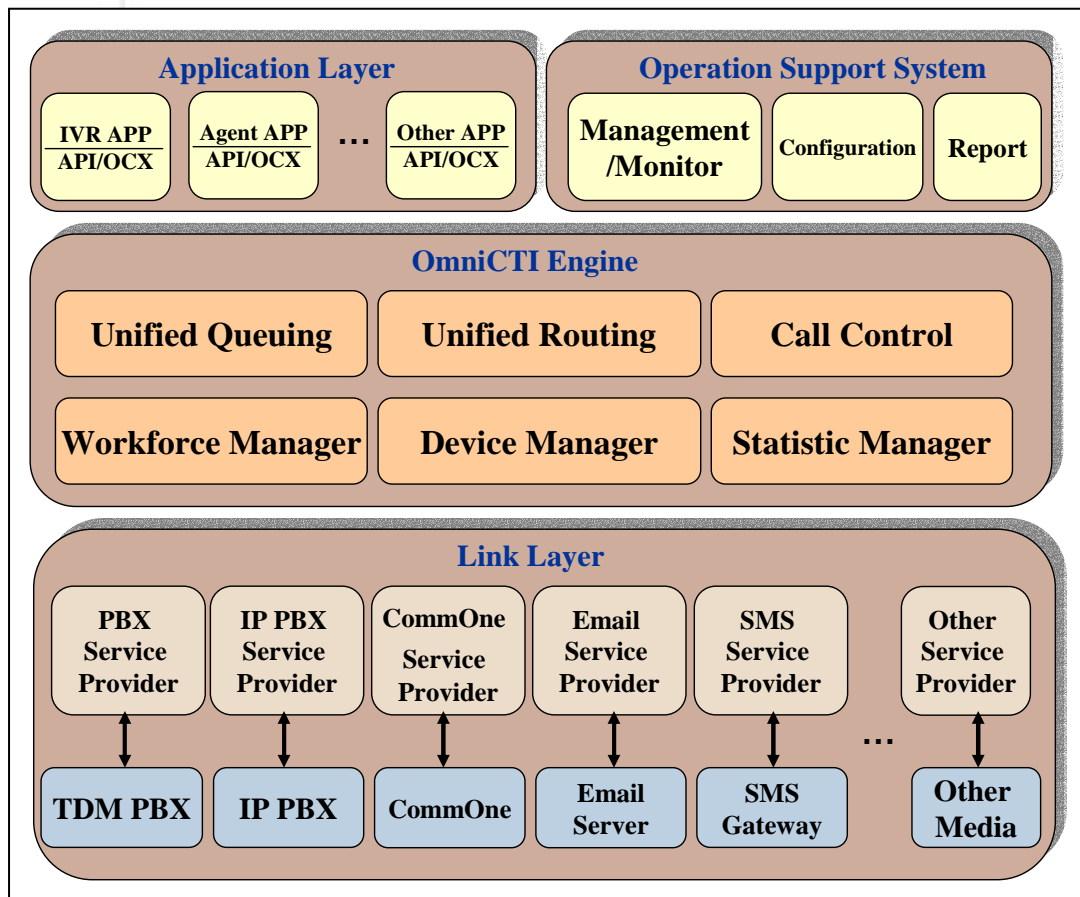 Application Layer
IVR APP
API/OCX
Agent APP
API/OCX
...
Other APP
API/OCX
Operation Support System
Management
/Monitor
Configuration
Report
OmniCTI Engine
Unified Queuing
Unified Routing
Call Control
Workforce Manager
Device Manager
Statistic Manager
Link Layer
PBX
Service
Provider
IP PBX
Service
Provider
CommOne
Service
Provider
Email
Service
Provider
SMS
Service
Provider
Other
Service
Provider
...
TDM PBX
IP PBX
CommOne
Email
Server
SMS
Gateway
Other
Media